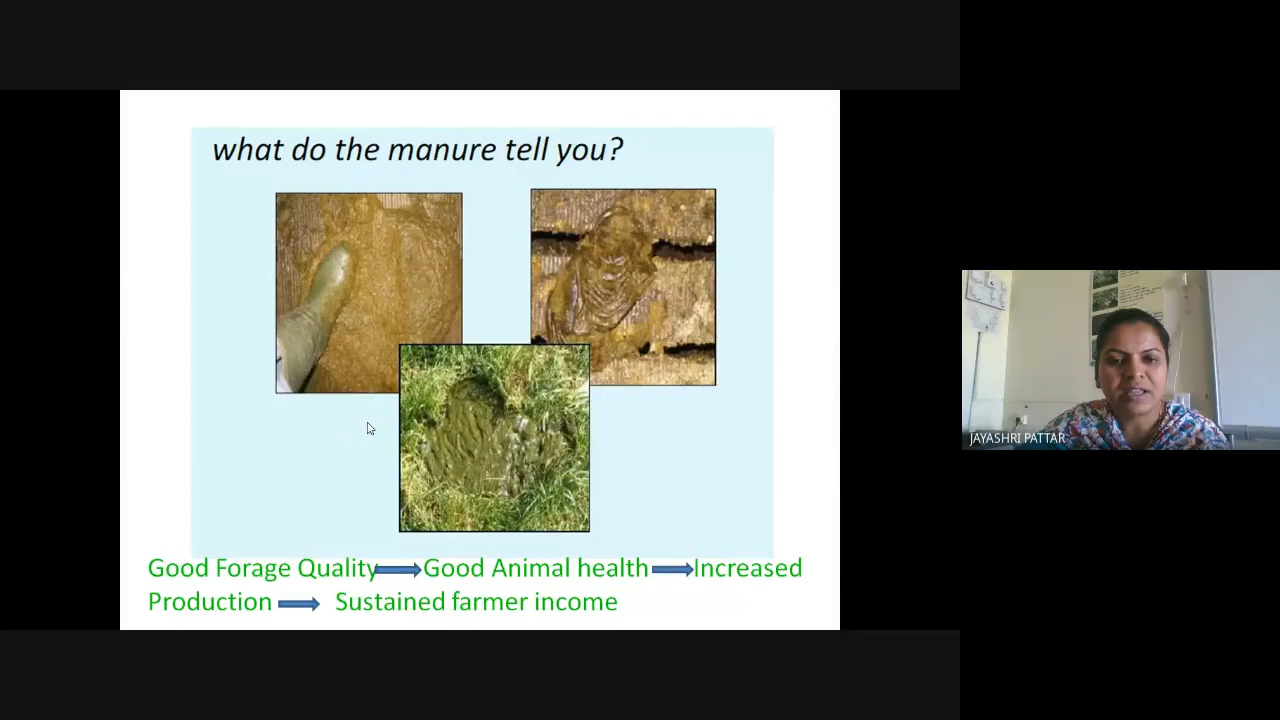 what do the manure tell you?
Good Forage Quality Good Animal health Increased
Production Sustained farmer income
JAYASHRI PATTAR